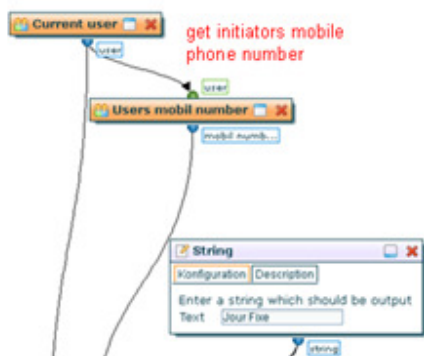 Current user
get initiators mobile
phone number
user
user
Users mobil number
mobil numb...
String
Konfiguration Description
Enter a string which should be output
Text Jour Fixe
string